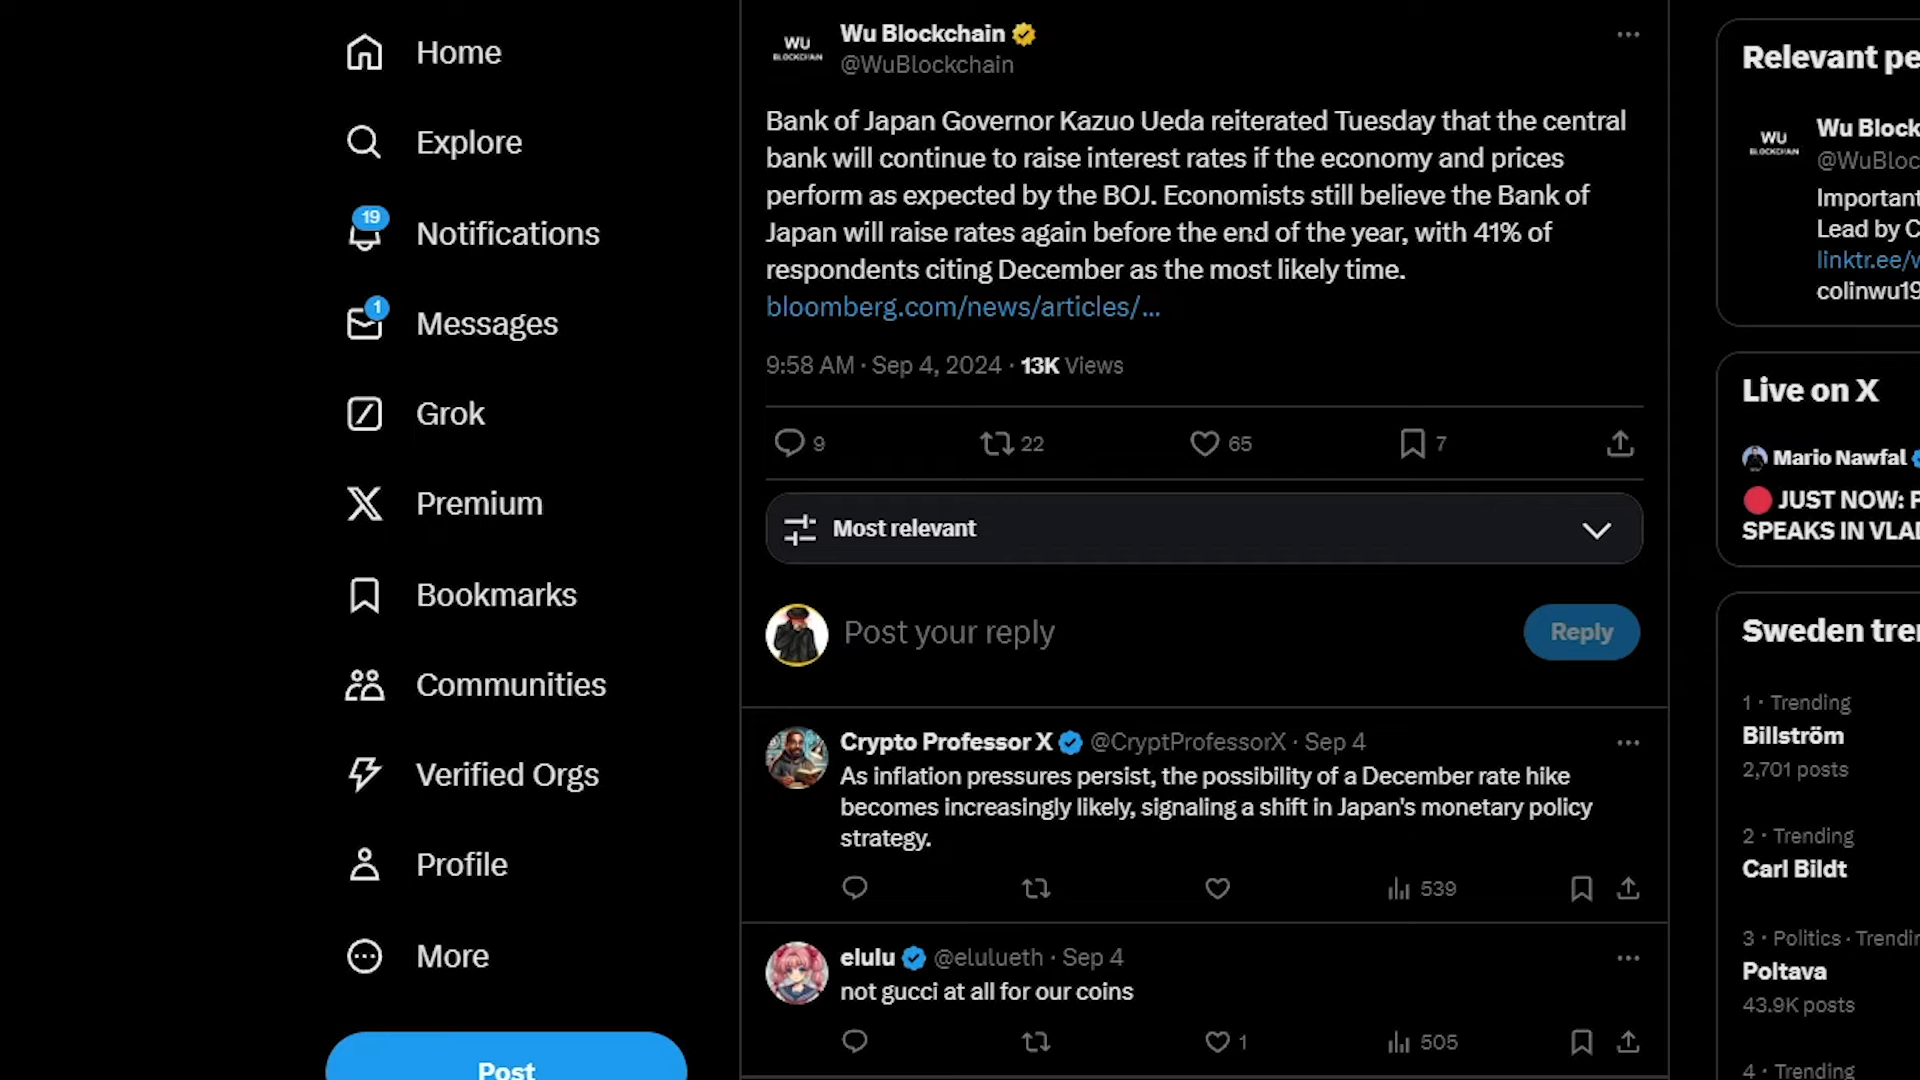 Home
Explore
19
Notifications
1
Messages
Grok
Premium
Bookmarks
Communities
Verified Orgs
Profile
More
Post
WU
BLOCKCHAIN
Wu Blockchain
@WuBlockchain
Bank of Japan Governor Kazuo Ueda reiterated Tuesday that the central
bank will continue to raise interest rates if the economy and prices
perform as expected by the BOJ. Economists still believe the Bank of
Japan will raise rates again before the end of the year, with 41% of
respondents citing December as the most likely time.
bloomberg.com/news/articles/…
9:58 AM · Sep 4, 2024 · 13K Views
9 22 65 7
Most relevant
Post your reply
Reply
Crypto Professor X @CryptProfessorX · Sep 4
As inflation pressures persist, the possibility of a December rate hike
becomes increasingly likely, signaling a shift in Japan's monetary policy
strategy.
539
elulu @elulueth · Sep 4
not gucci at all for our coins
1 505
Relevant pe
WU
BLOCKCHAIN
Wu Block
@WuBloc
Important
Lead by C
linktr.ee/w
colinwu19
Live on X
Mario Nawfal
JUST NOW: P
SPEAKS IN VLAD
Sweden tre
1 · Trending
Billström
2,701 posts
2 · Trending
Carl Bildt
3 · Politics · Trendin
Poltava
43.9K posts
4 · Trending